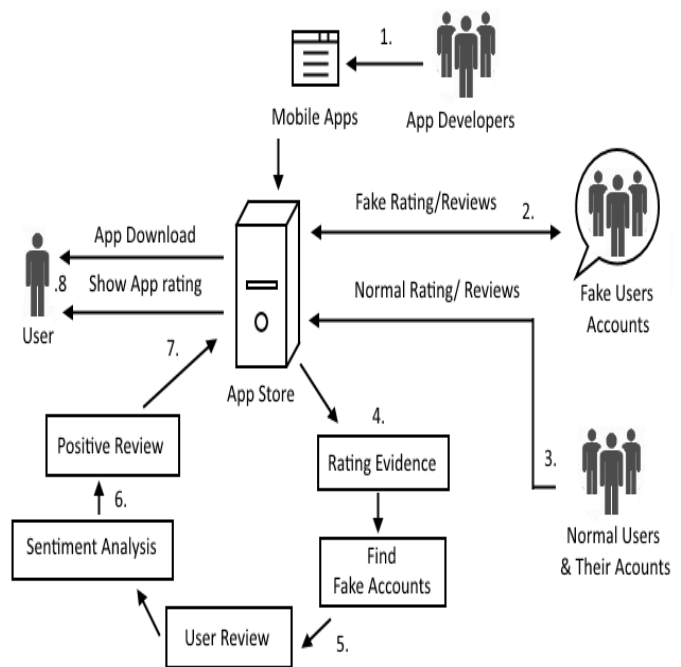 1.
Mobile Apps
App Developers
Fake Rating/Reviews
2.
App Download
.8
Show App rating
User
Normal Rating/ Reviews
Fake Users
Accounts
7.
App Store
4.
Positive Review
Rating Evidence
3.
6.
Sentiment Analysis
Normal Users
& Their Acounts
Find
Fake Accounts
User Review
5.